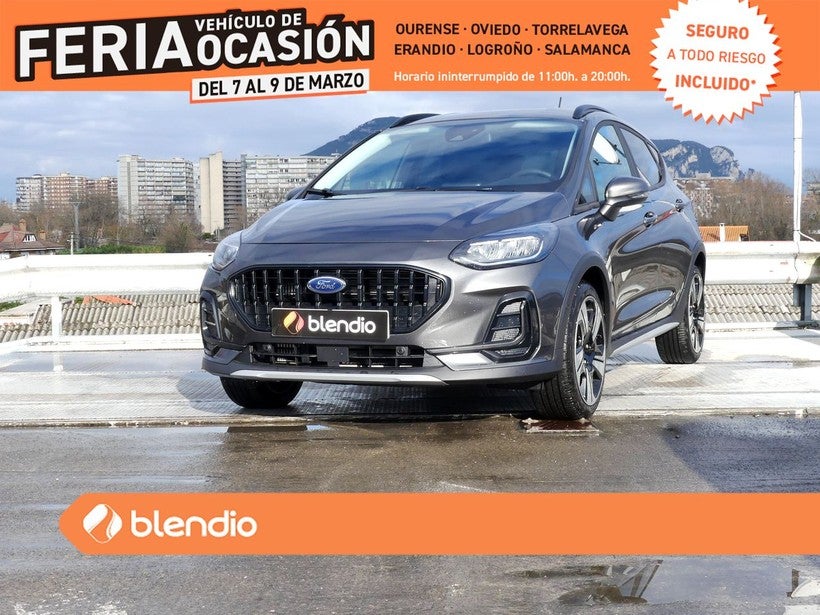 VEHÍCULO DE
FERIA OCASIÓN
DEL 7 AL 9 DE MARZO
OURENSE · OVIEDO · TORRELAVEGA
ERANDIO · LOGROÑO · SALAMANCA
Horario ininterrumpido de 11:00h. a 20:00h.
SEGURO
A TODO RIESGO
INCLUIDO*
Ford
blendio
blendio